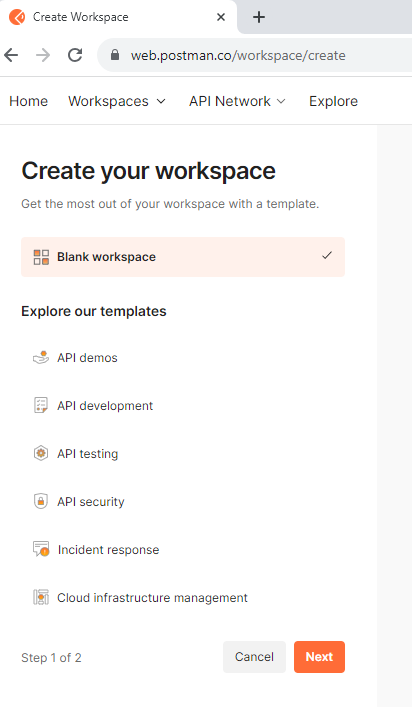 Create Workspace
web.postman.co/workspace/create
Home Workspaces API Network Explore
Create your workspace
Get the most out of your workspace with a template.
Blank workspace
Explore our templates
API demos
API development
API testing
API security
Incident response
Cloud infrastructure management
Step 1 of 2 Cancel Next